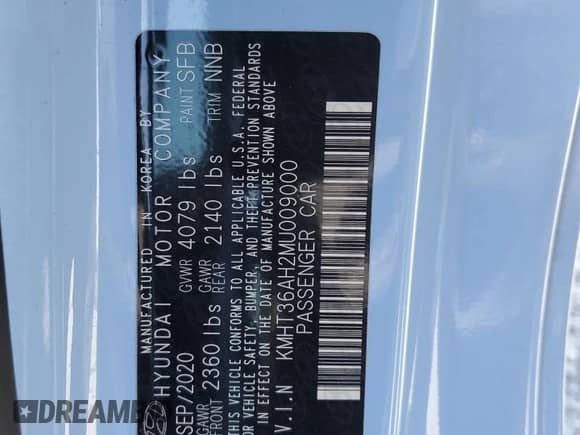 MANUFACTURED IN KOREA BY
HYUNDAI MOTOR COMPANY
SEP/2020 GVWR 4079 lbs PAINT SFB
GAWR FRONT 2360 lbs GAWR REAR 2140 lbs TRIM NNB
THIS VEHICLE CONFORMS TO ALL APPLICABLE U.S.A. FEDERAL
MOTOR VEHICLE SAFETY, BUMPER, AND THEFT PREVENTION STANDARDS
IN EFFECT ON THE DATE OF MANUFACTURE SHOWN ABOVE
V.I.N KMHT36AH2MU009000
PASSENGER CAR
DREAM